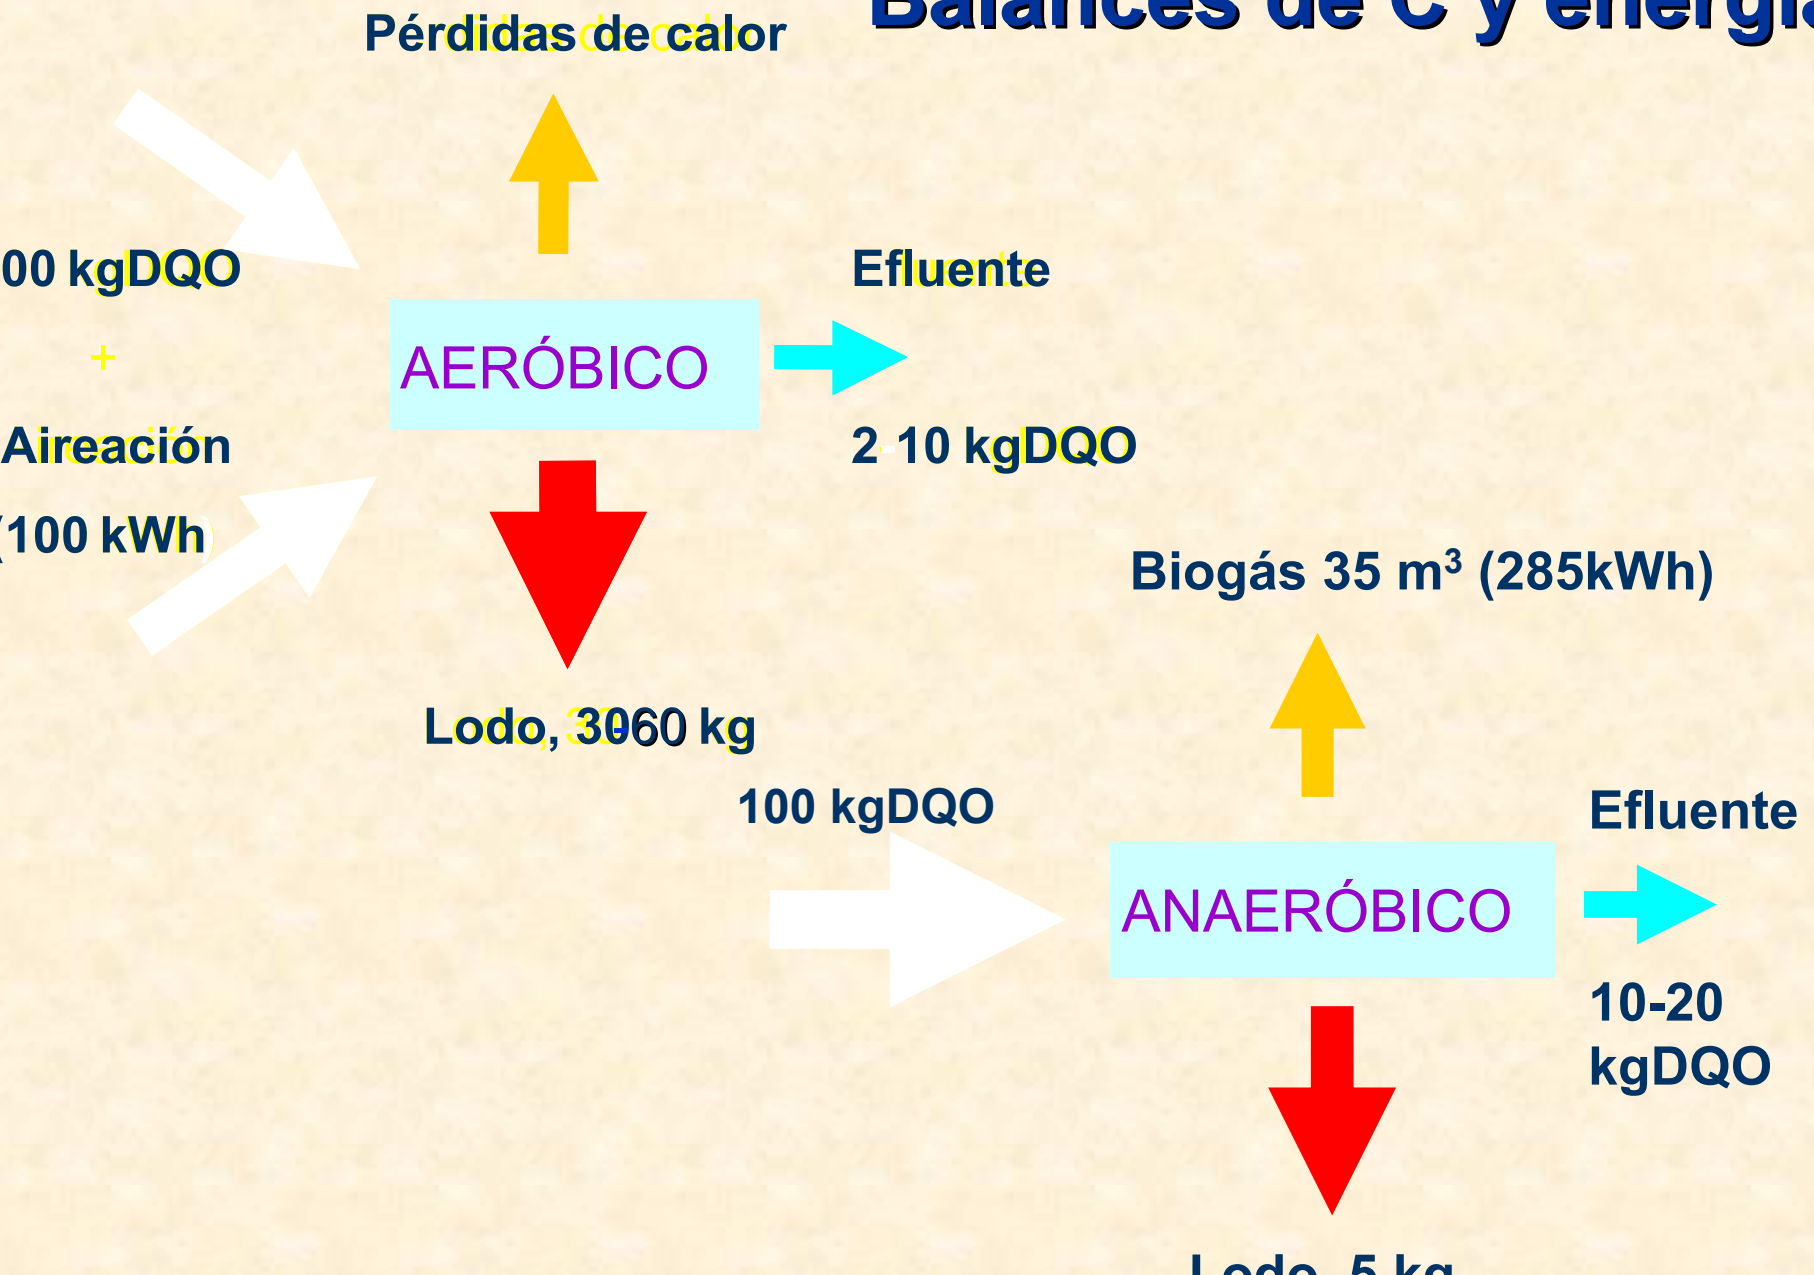 Balances de C y energía
Pérdidas de calor
00 kgDQO
+
Aireación
(100 kWh)
AERÓBICO
Efluente
2-10 kgDQO
Lodo, 30-60 kg
Biogás 35 m³ (285kWh)
100 kgDQO
ANAERÓBICO
Efluente
10-20
kgDQO
Lodo, 5 kg